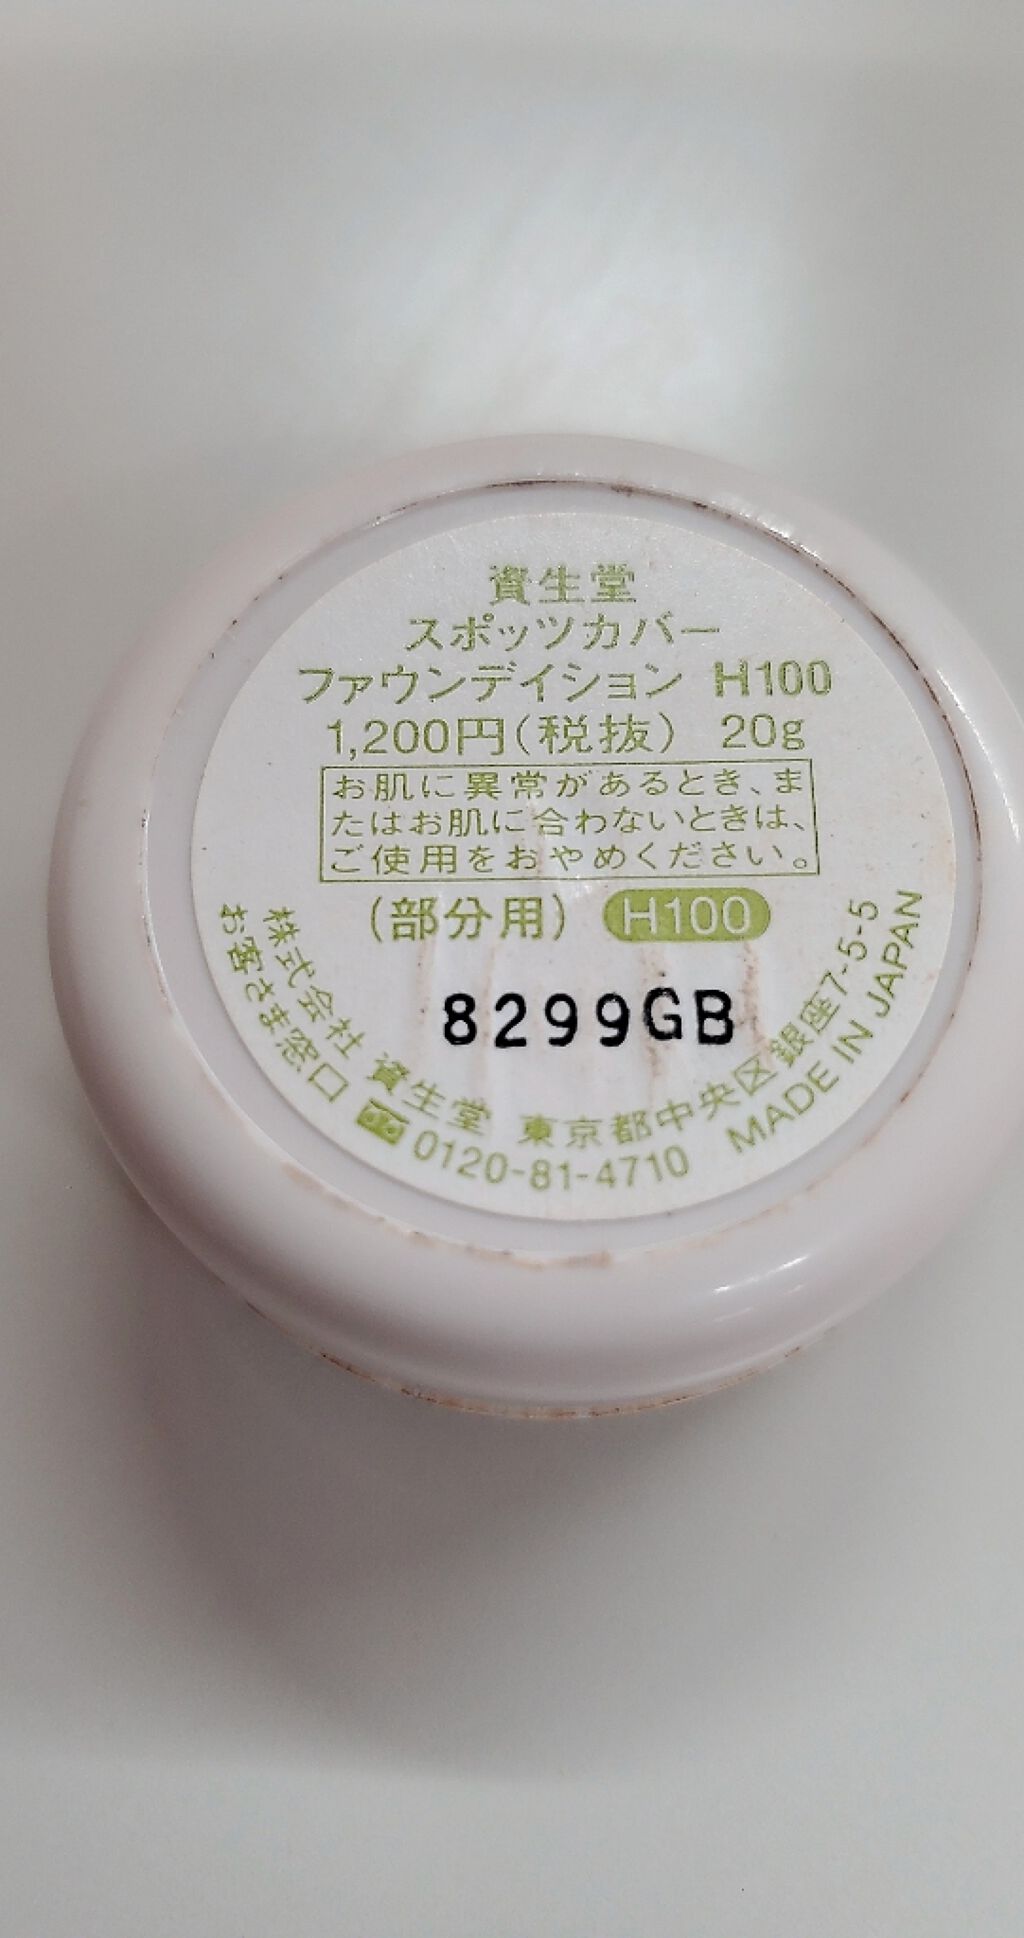 資生堂
スポッツカバー
ファウンデイション H100
1,200円(税抜) 20g
お肌に異常があるとき、ま
たはお肌に合わないときは、
ご使用をおやめください。
(部分用) H100
8299GB
株式会社 資生堂 東京都中央区銀座7-5-5
お客さま窓口 0120-81-4710 MADE IN JAPAN